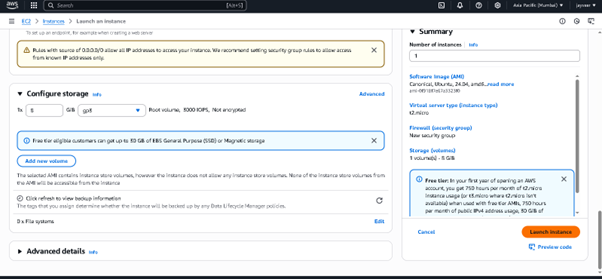 aws
Search
[Alt+S]
Asia Pacific (Mumbai)
EC2 > Instances > Launch an instance
To set up an endpoint, for example when creating a web server
Rules with source of 0.0.0.0/0 allow all IP addresses to access your instance. We recommend setting security group rules to allow access
from known IP addresses only.
Configure storage Info
Advanced
1x 8 GiB gp3 Root volume, 3000 IOPS, Not encrypted
Free tier eligible customers can get up to 30 GB of EBS General Purpose (SSD) or Magnetic storage
Add new volume
The selected AMI contains instance store volumes, however the instance does not allow any instance store volumes. None of the instance store volumes from
the AMI will be accessible from the instance
Click refresh to view backup information
The tags that you assign determine whether the instance will be backed up by any Data Lifecycle Manager policies.
0 x File systems
Edit
Advanced details Info
Summary
Number of instances Info
1
Software Image (AMI)
Canonical, Ubuntu, 24.04, amd6...read more
Virtual server type (instance type)
t2.micro
Firewall (security group)
New security group
Storage (volumes)
1 volume(s) - 8 GiB
Free tier: In your first year of opening an AWS
account, you get 750 hours per month of t2.micro
instance usage (or t3.micro where t2.micro isn't
available) when used with free tier AMIs, 750
hours per month of public IPv4 address usage, 30 GiB of
Cancel
Launch instance
Preview code